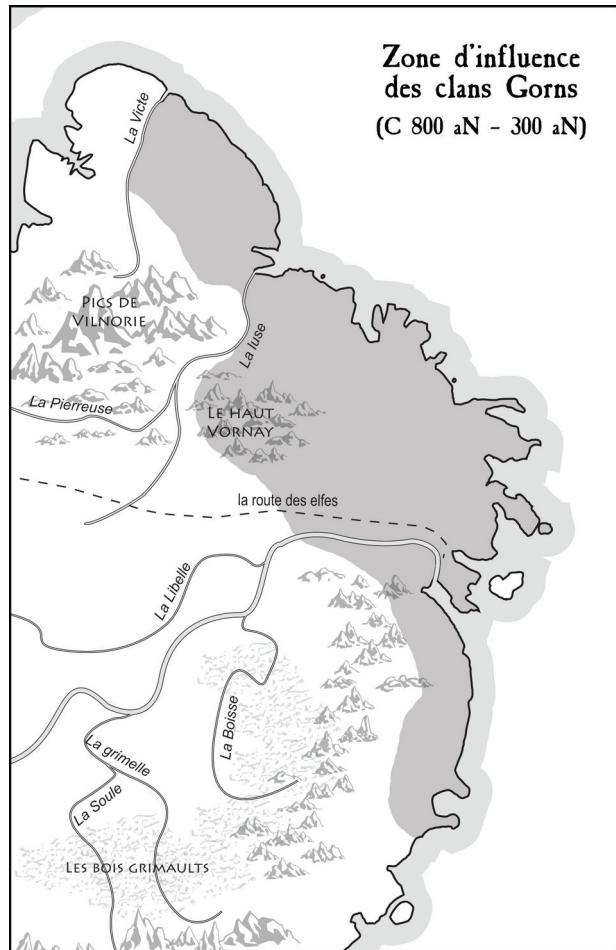 Zone d'influence
des clans Gorns
(C 800 aN – 300 aN)
La Victe
Pics de
Vilnorie
La Iuse
La Pierreuse
Le Haut
Vornay
la route des elfes
La Libelle
La Boisse
La grimelle
La Soule
Les bois grimaults